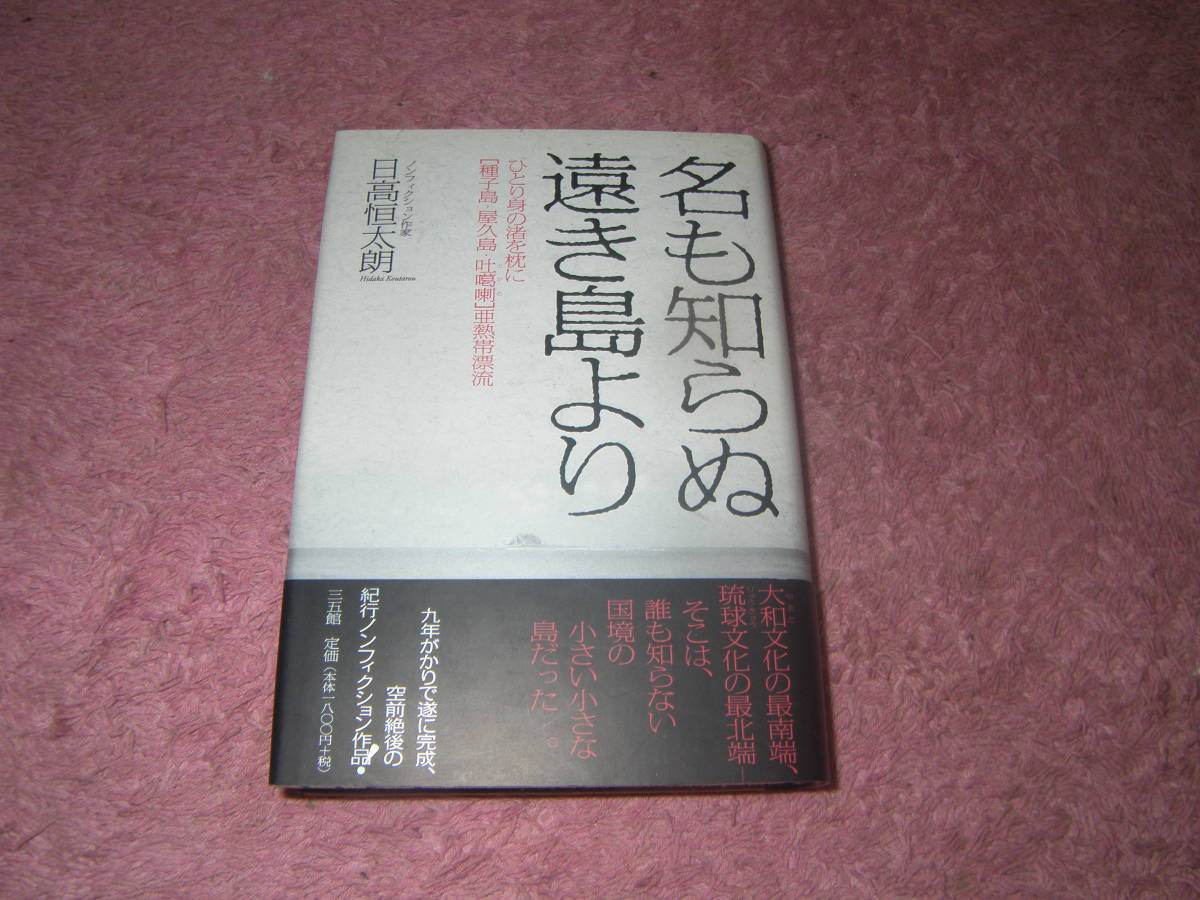 名も知らぬ
遠き島より
ひとり身の渚を枕に
[種子島・屋久島・吐噶喇]亜熱帯漂流
ノンフィクション作家
日高恒太朗
Hidaka Koutarou
大和文化の最南端、
琉球文化の最北端─
そこは、
誰も知らない
国境の
小さい小さな
島だった─。
九年がかりで遂に完成、
空前絶後の
紀行ノンフィクション作品!
三五館 定価(本体一八〇〇円+税)